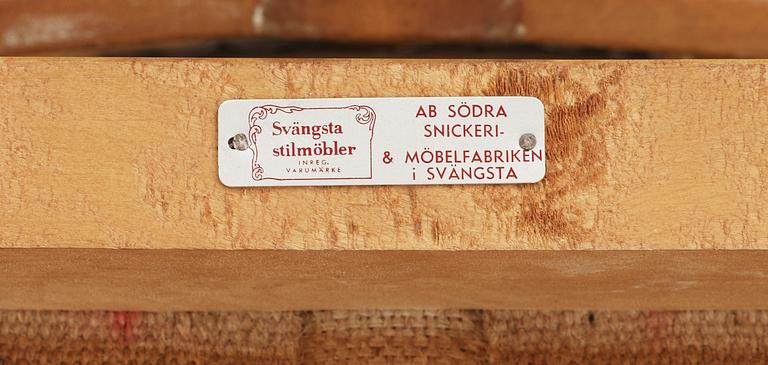 Svängsta
stilmöbler
INREG.
VARUMÄRKE
AB SÖDRA
SNICKERI-
& MÖBELFABRIKEN
i SVÄNGSTA